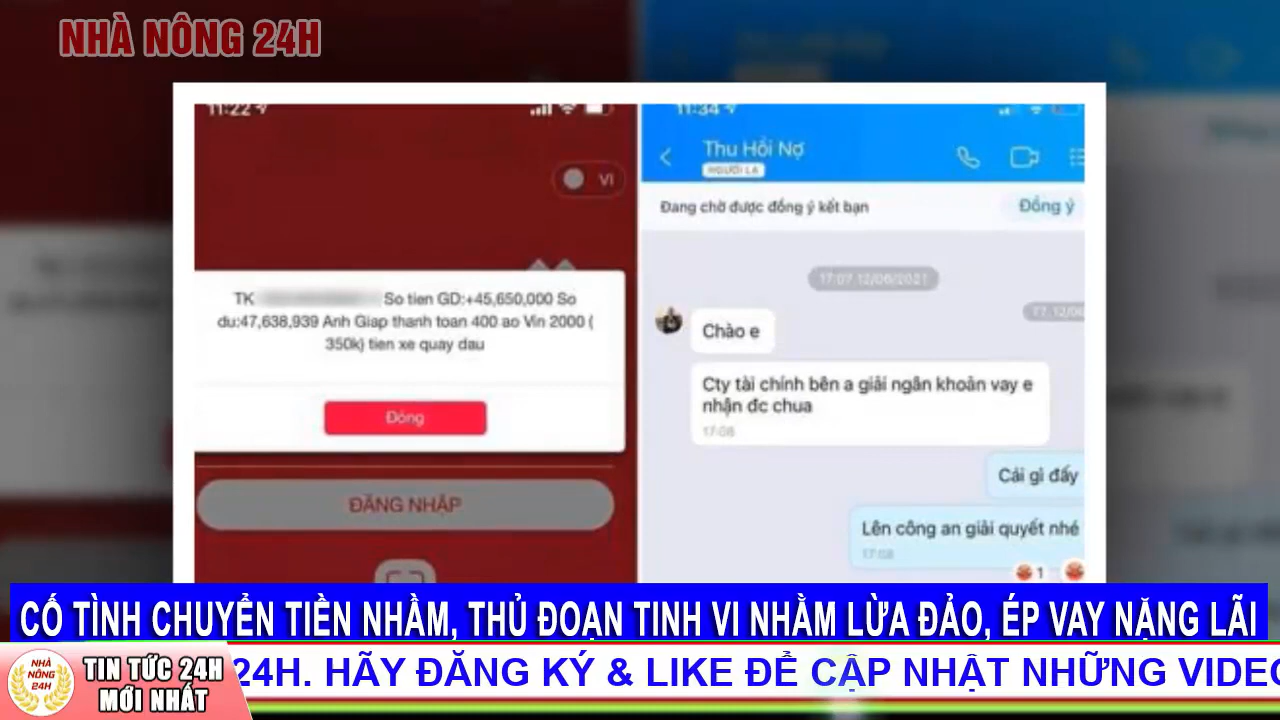 NHÀ NÔNG 24H
11:22
VI
TK So tien GD:+45,650,000 So
du:47,638,939 Anh Giap thanh toan 400 ao Vin 2000 (
350k) tien xe quay dau
Đóng
ĐĂNG NHẬP
11:34
Thu Hồi Nợ
NGƯỜI LẠ
Đang chờ được đồng ý kết bạn
Đồng ý
17:07 12/06/2021
T7, 12/06
Chào e
Cty tài chính bên a giải ngân khoản vay e
nhận đc chua
17:08
Cái gì đấy
Lên công an giải quyết nhé
17:08
1
CỐ TÌNH CHUYỂN TIỀN NHẦM, THỦ ĐOẠN TINH VI NHẰM LỪA ĐẢO, ÉP VAY NẶNG LÃI
NHÀ
NÔNG
24H
TIN TỨC 24H
MỚI NHẤT
24H. HÃY ĐĂNG KÝ & LIKE ĐỂ CẬP NHẬT NHỮNG VIDEO